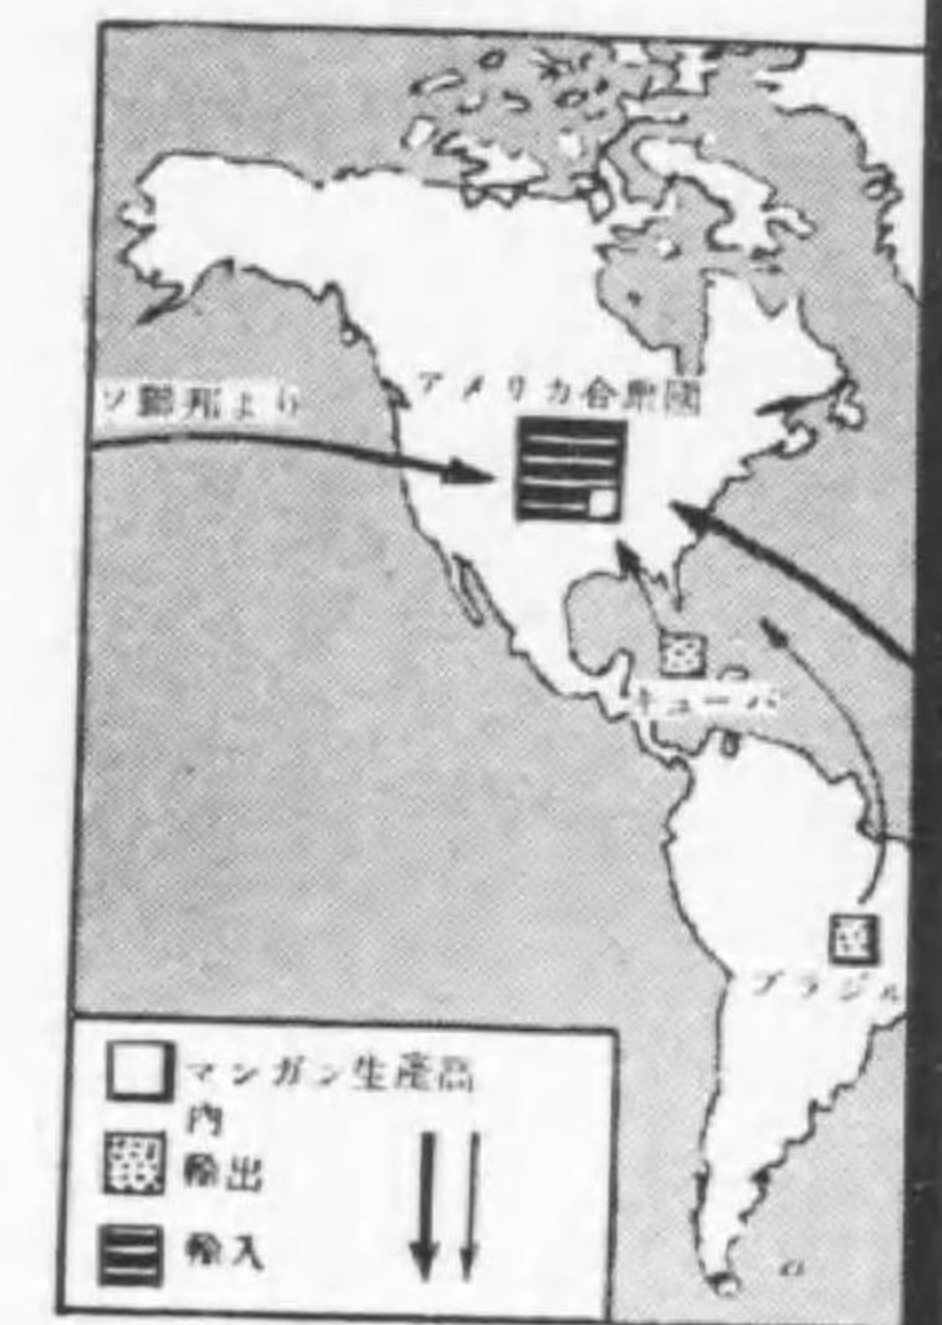 ソ聯邦より
アメリカ合衆國
キューバ
ブラジル
マンガン生産高
内
輸出
輸入